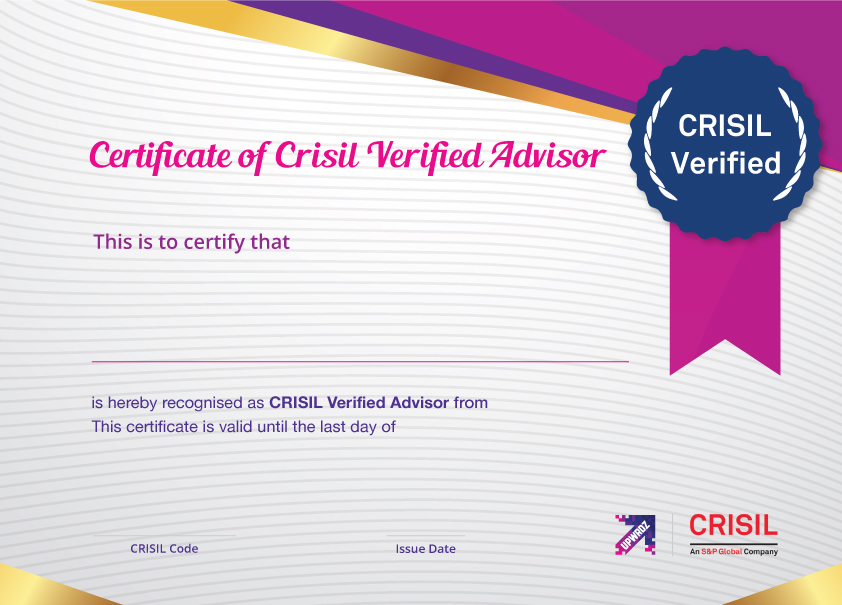 CRISIL
Verified
Certificate of Crisil Verified Advisor
This is to certify that
is hereby recognised as CRISIL Verified Advisor from
This certificate is valid until the last day of
CRISIL Code
Issue Date
UPWRDZ
CRISIL
An S&P Global Company